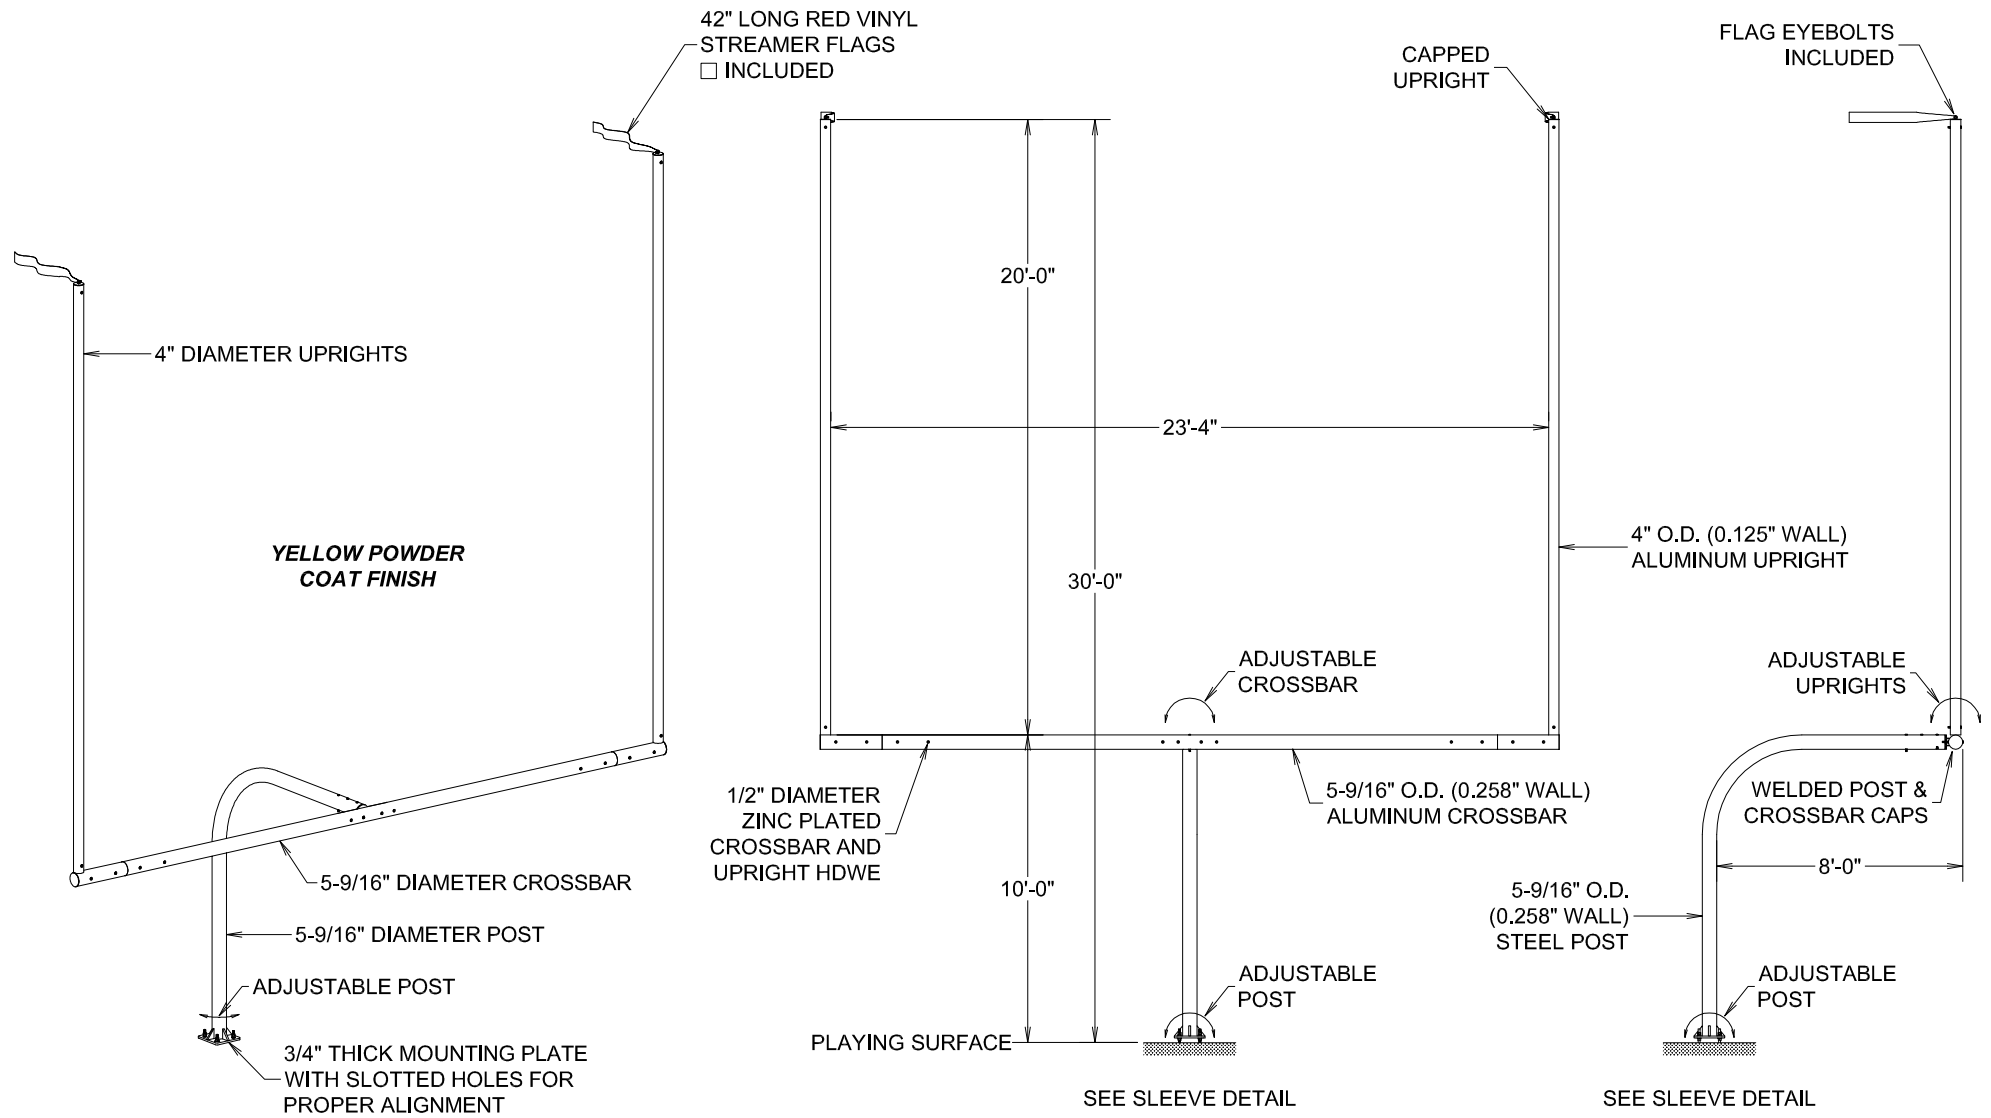 42" LONG RED VINYL
STREAMER FLAGS
□ INCLUDED
4" DIAMETER UPRIGHTS
YELLOW POWDER
COAT FINISH
5-9/16" DIAMETER CROSSBAR
5-9/16" DIAMETER POST
ADJUSTABLE POST
3/4" THICK MOUNTING PLATE
WITH SLOTTED HOLES FOR
PROPER ALIGNMENT
CAPPED
UPRIGHT
20'-0"
23'-4"
30'-0"
4" O.D. (0.125" WALL)
ALUMINUM UPRIGHT
ADJUSTABLE
CROSSBAR
1/2" DIAMETER
ZINC PLATED
CROSSBAR AND
UPRIGHT HDWE
5-9/16" O.D. (0.258" WALL)
ALUMINUM CROSSBAR
10'-0"
ADJUSTABLE
POST
PLAYING SURFACE
SEE SLEEVE DETAIL
FLAG EYEBOLTS
INCLUDED
ADJUSTABLE
UPRIGHTS
WELDED POST &
CROSSBAR CAPS
8'-0"
5-9/16" O.D.
(0.258" WALL)
STEEL POST
ADJUSTABLE
POST
SEE SLEEVE DETAIL